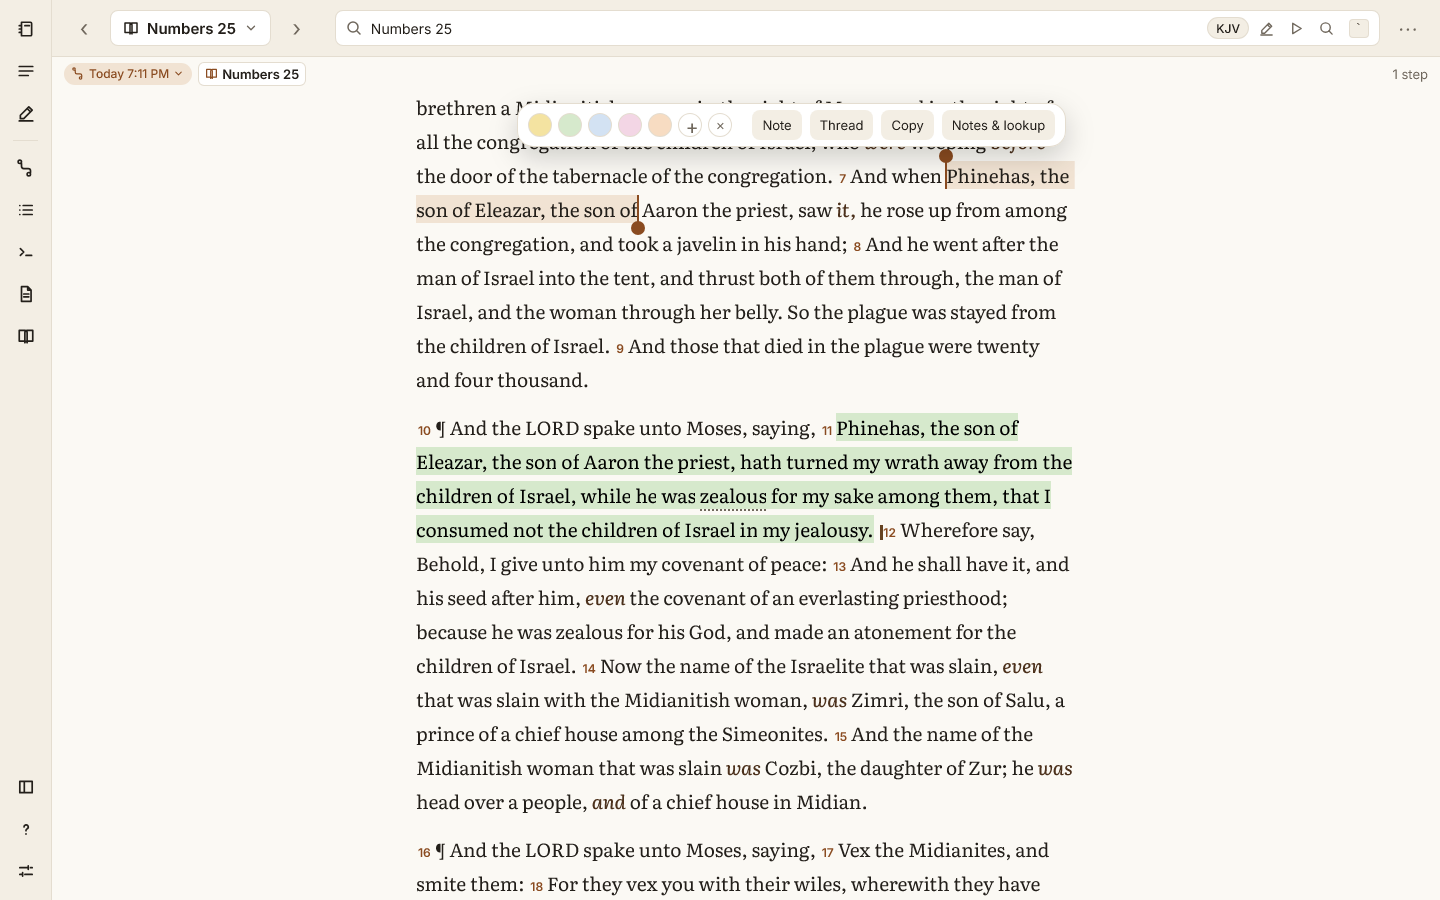 Numbers 25
Numbers 25
KJV
Today 7:11 PM
Numbers 25
1 step
brethren a
all the congregation of the children of Israel, who were weeping before
Note
Thread
Copy
Notes & lookup
the door of the tabernacle of the congregation. 7 And when Phinehas, the
son of Eleazar, the son of Aaron the priest, saw it, he rose up from among
the congregation, and took a javelin in his hand; 8 And he went after the
man of Israel into the tent, and thrust both of them through, the man of
Israel, and the woman through her belly. So the plague was stayed from
the children of Israel. 9 And those that died in the plague were twenty
and four thousand.
10 ¶ And the LORD spake unto Moses, saying, 11 Phinehas, the son of
Eleazar, the son of Aaron the priest, hath turned my wrath away from the
children of Israel, while he was zealous for my sake among them, that I
consumed not the children of Israel in my jealousy. 12 Wherefore say,
Behold, I give unto him my covenant of peace: 13 And he shall have it, and
his seed after him, even the covenant of an everlasting priesthood;
because he was zealous for his God, and made an atonement for the
children of Israel. 14 Now the name of the Israelite that was slain, even
that was slain with the Midianitish woman, was Zimri, the son of Salu, a
prince of a chief house among the Simeonites. 15 And the name of the
Midianitish woman that was slain was Cozbi, the daughter of Zur; he was
head over a people, and of a chief house in Midian.
16 ¶ And the LORD spake unto Moses, saying, 17 Vex the Midianites, and
smite them: 18 For they vex you with their wiles, wherewith they have